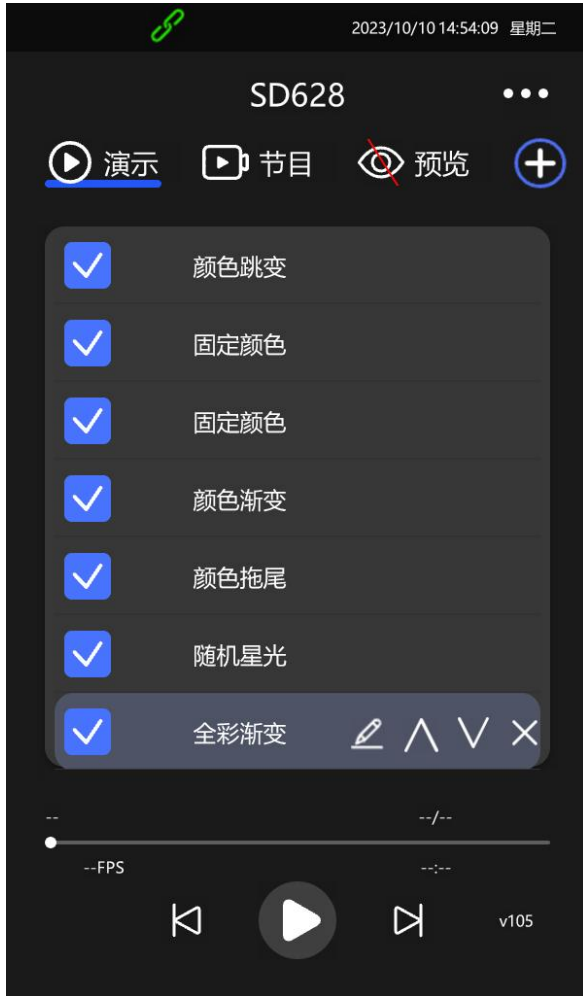 2023/10/10 14:54:09 星期二
SD628
演示 节目 预览
颜色跳变
固定颜色
固定颜色
颜色渐变
颜色拖尾
随机星光
全彩渐变
-- --/--
--FPS --:--
v105